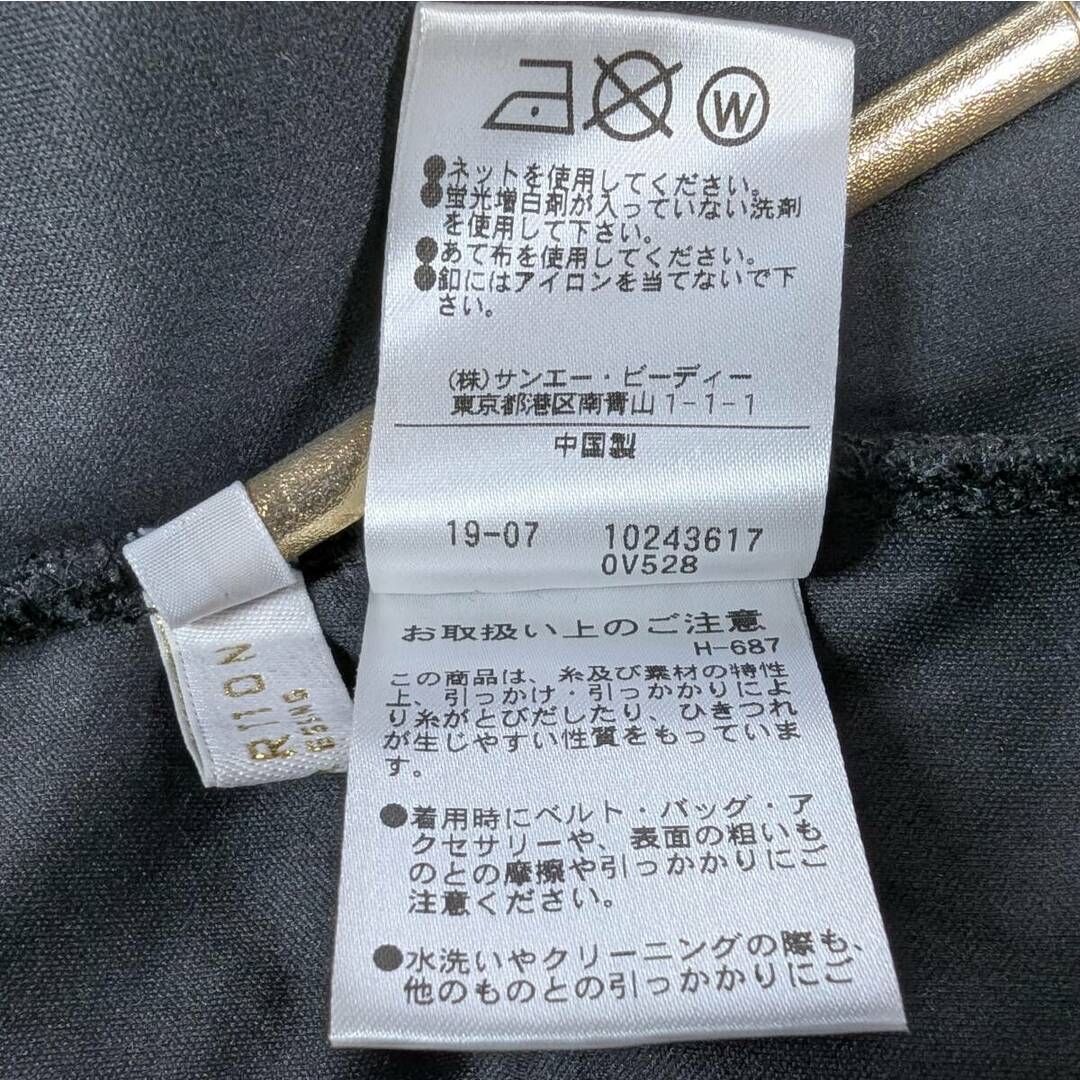 W
●ネットを使用してください。
●蛍光増白剤が入っていない洗剤
を使用して下さい。
●あて布を使用してください。
●釦にはアイロンを当てないで下
さい。
(株)サンエー・ビーディー
東京都港区南青山1-1-1
中国製
19-07 10243617
0V528
お取扱い上のご注意
H-687
この商品は、糸及び素材の特性
上、引っかけ・引っかかりによ
り糸がとびだしたり、ひきつれ
が生じやすい性質をもっていま
す。
●着用時にベルト・バッグ・ア
クセサリーや、表面の粗いも
のとの摩擦や引っかかりにご
注意ください。
●水洗いやクリーニングの際も、
他のものとの引っかかりにご